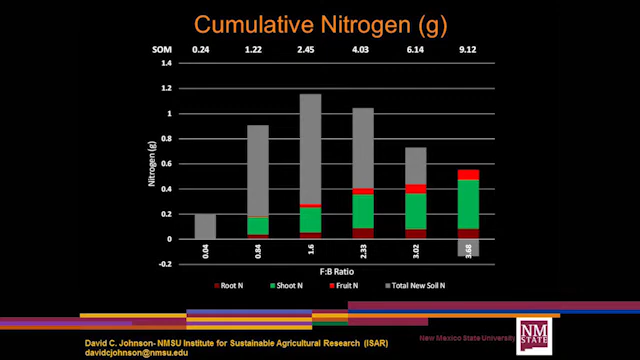 Cumulative Nitrogen (g)
SOM 0.24 1.22 2.45 4.03 6.14 9.12
1.4
1.2
1
0.8
0.6
0.4
0.2
0
-0.2
Nitrogen (g)
0.04 0.84 1.6 2.33 3.02 3.68
F:B Ratio
Root N Shoot N Fruit N Total New Soil N
New Mexico State University
NM
STATE
David C. Johnson- NMSU Institute for Sustainable Agricultural Research (ISAR)
davidcjohnson@nmsu.edu